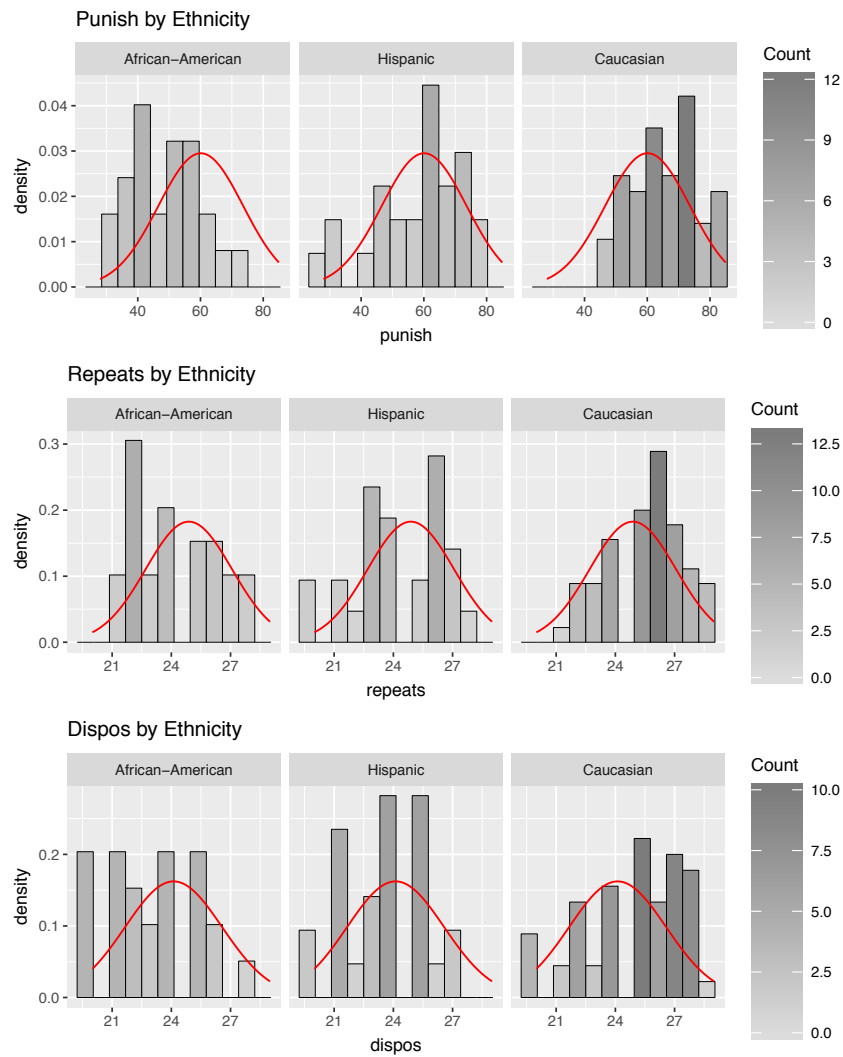 Punish by Ethnicity
African−American Hispanic Caucasian
Count
density
0.04
0.03
0.02
0.01
0.00
12
9
6
3
0
40 60 80 40 60 80 40 60 80
punish
Repeats by Ethnicity
African−American Hispanic Caucasian
Count
density
0.3
0.2
0.1
0.0
12.5
10.0
7.5
5.0
2.5
0.0
21 24 27 21 24 27 21 24 27
repeats
Dispos by Ethnicity
African−American Hispanic Caucasian
Count
density
0.2
0.1
0.0
10.0
7.5
5.0
2.5
0.0
21 24 27 21 24 27 21 24 27
dispos